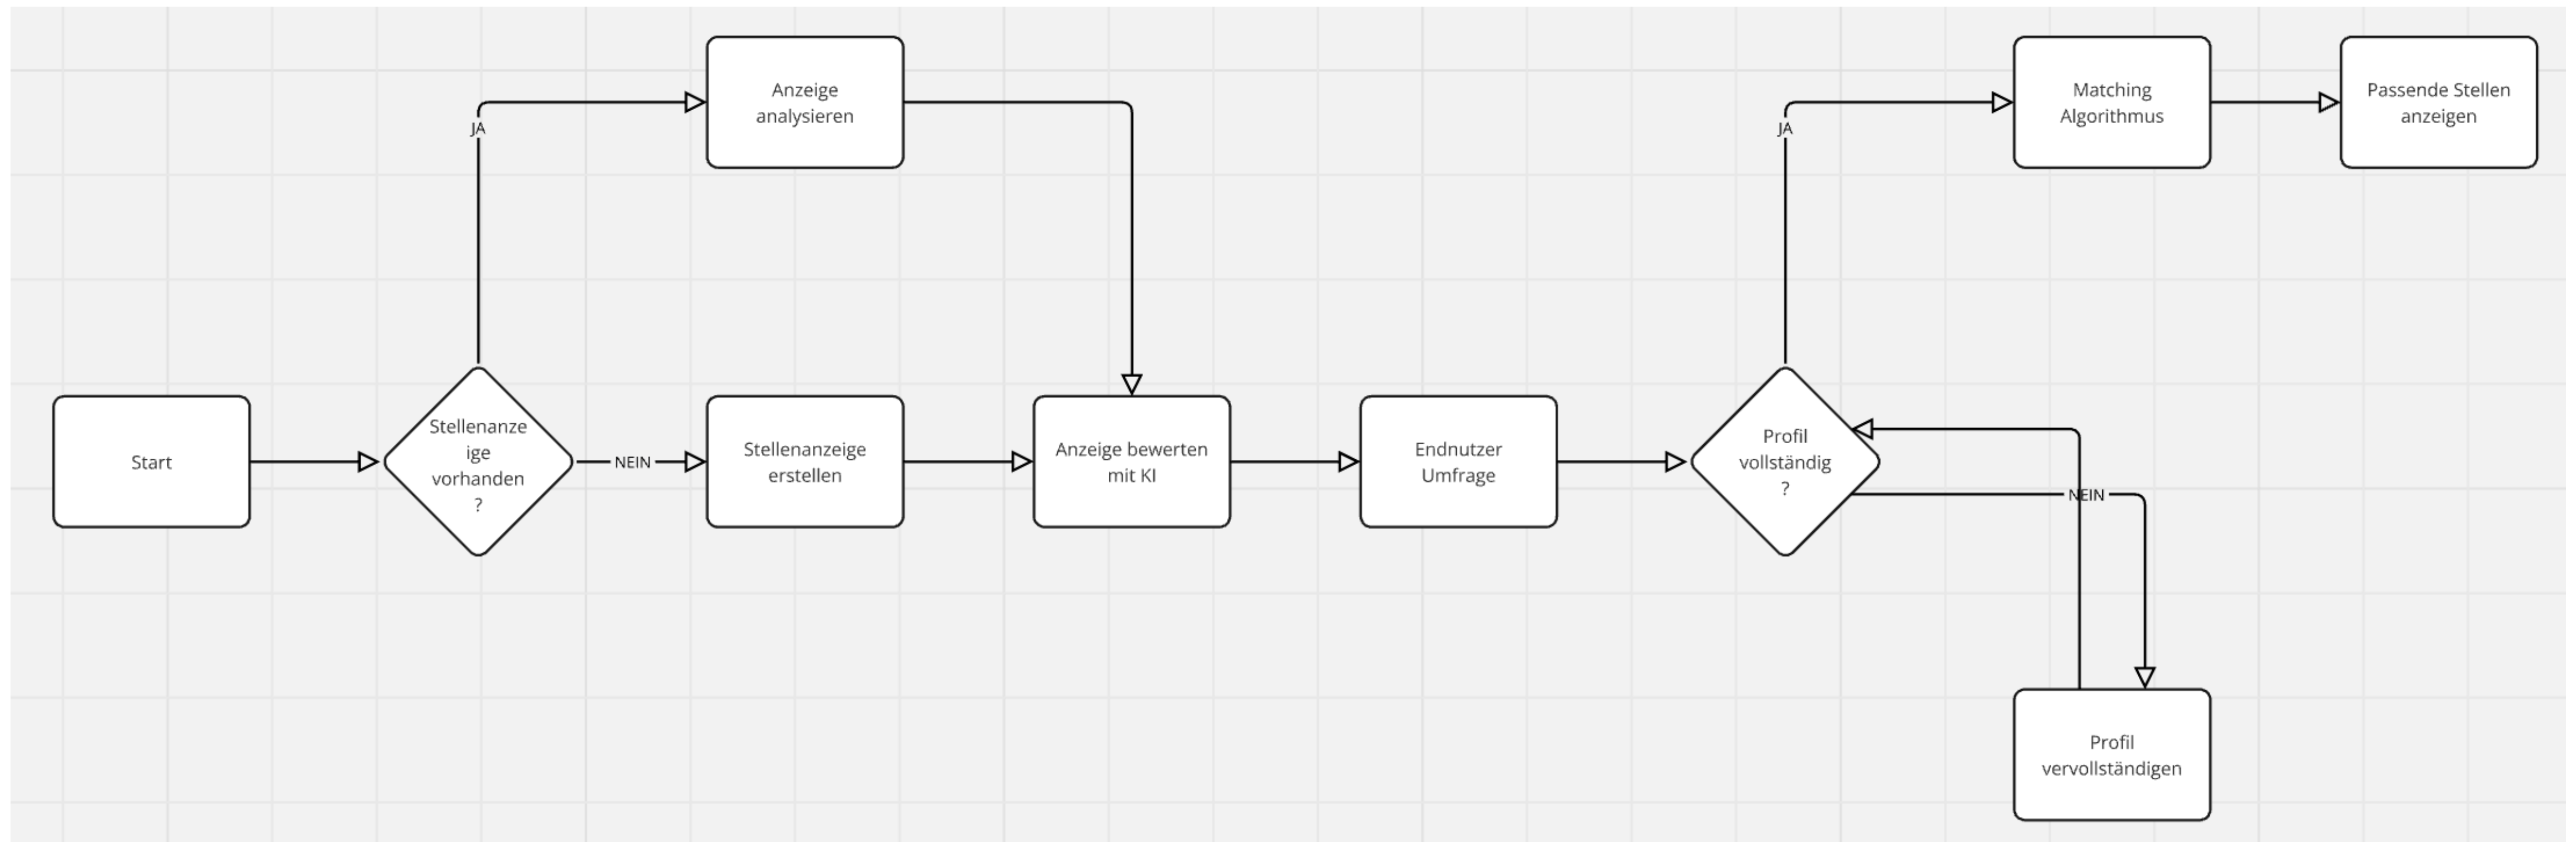 Anzeige
analysieren
Matching
Algorithmus
Passende Stellen
anzeigen
JA
JA
Start
Stellenanze
ige
vorhanden
?
NEIN
Stellenanzeige
erstellen
Anzeige bewerten
mit KI
Endnutzer
Umfrage
Profil
vollständig
?
NEIN
Profil
vervollständigen